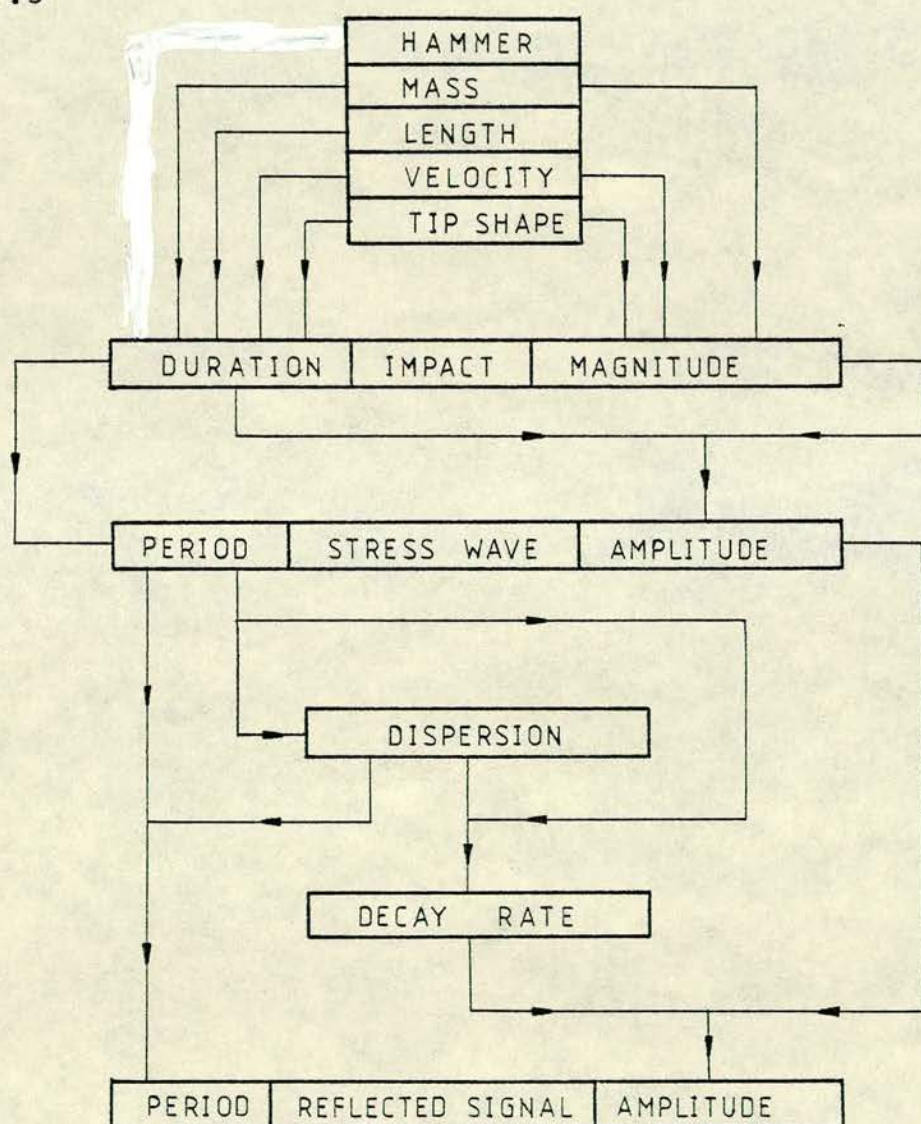 HAMMER
MASS
LENGTH
VELOCITY
TIP SHAPE
DURATION IMPACT MAGNITUDE
PERIOD STRESS WAVE AMPLITUDE
DISPERSION
DECAY RATE
PERIOD REFLECTED SIGNAL AMPLITUDE